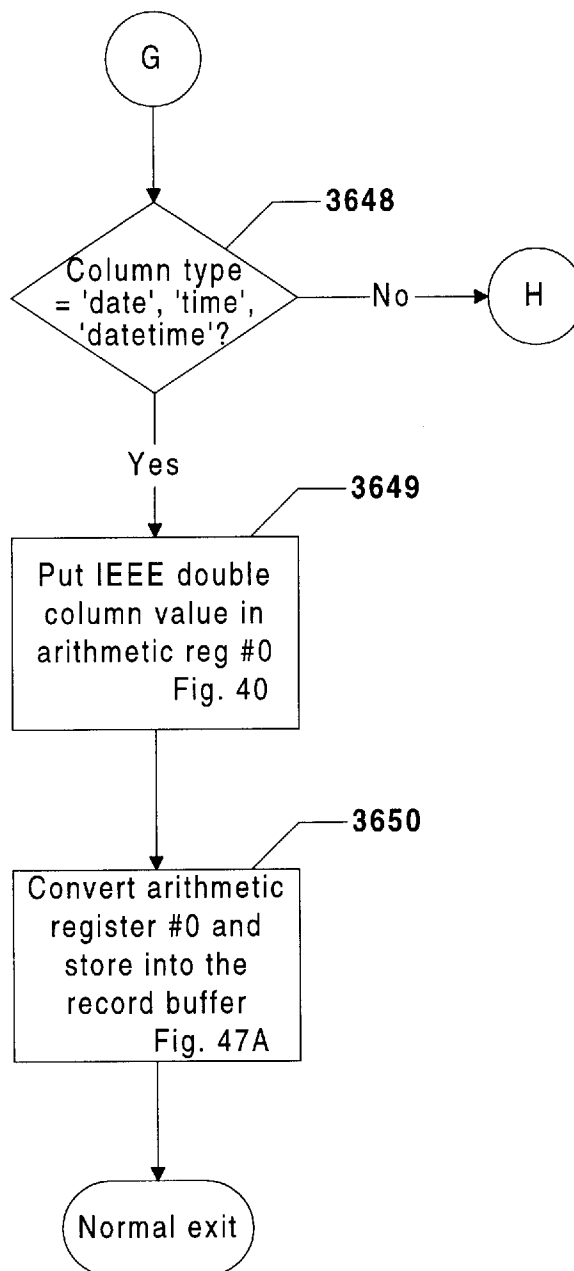 G
3648
Column type
= 'date', 'time',
'datetime'?
No
H
Yes
3649
Put IEEE double
column value in
arithmetic reg #0
Fig. 40
3650
Convert arithmetic
register #0 and
store into the
record buffer
Fig. 47A
Normal exit